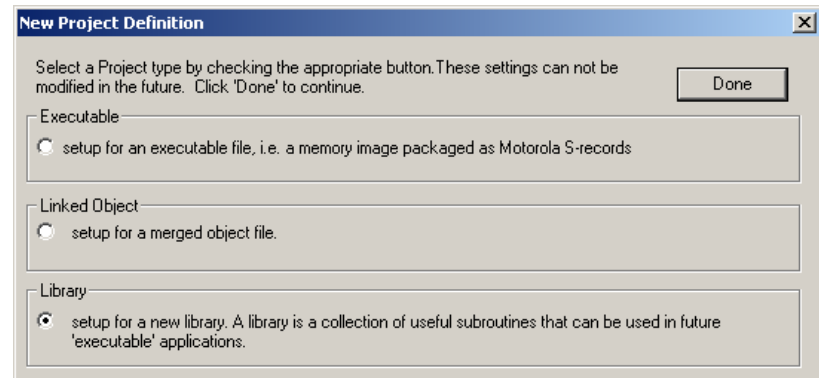 New Project Definition
Select a Project type by checking the appropriate button.These settings can not be
modified in the future.  Click 'Done' to continue.
Done
Executable
setup for an executable file, i.e. a memory image packaged as Motorola S-records
Linked Object
setup for a merged object file.
Library
setup for a new library. A library is a collection of useful subroutines that can be used in future
'executable' applications.